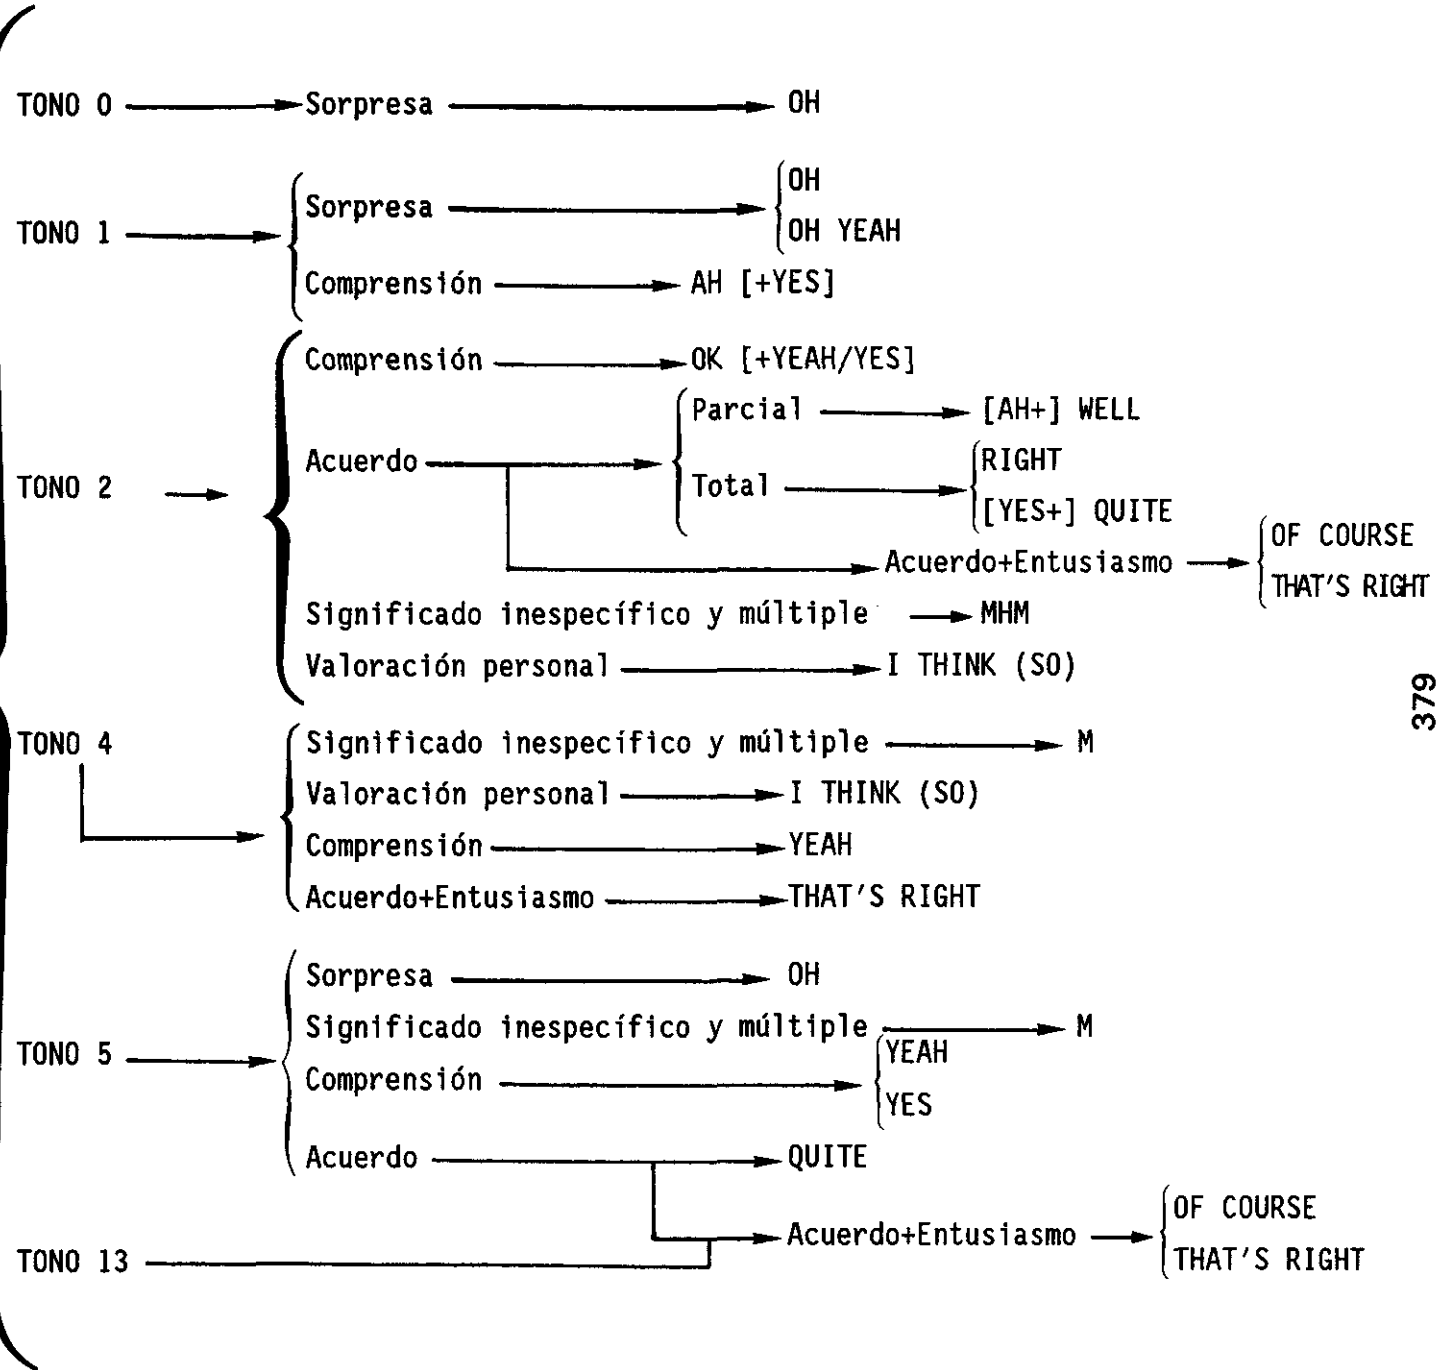 TONO 0 Sorpresa OH
OH
TONO 1 Sorpresa
OH YEAH
Comprensión AH [+YES]
Comprensión OK [+YEAH/YES]
Parcial [AH+] WELL
Acuerdo RIGHT
TONO 2 Total
[YES+] QUITE
OF COURSE
Acuerdo+Entusiasmo
THAT'S RIGHT
Significado inespecífico y múltiple MHM
Valoración personal I THINK (SO)
379
TONO 4 Significado inespecífico y múltiple M
Valoración personal I THINK (SO)
Comprensión YEAH
Acuerdo+Entusiasmo THAT'S RIGHT
Sorpresa OH
Significado inespecífico y múltiple M
TONO 5 YEAH
Comprensión
YES
Acuerdo QUITE
OF COURSE
Acuerdo+Entusiasmo
TONO 13 THAT'S RIGHT